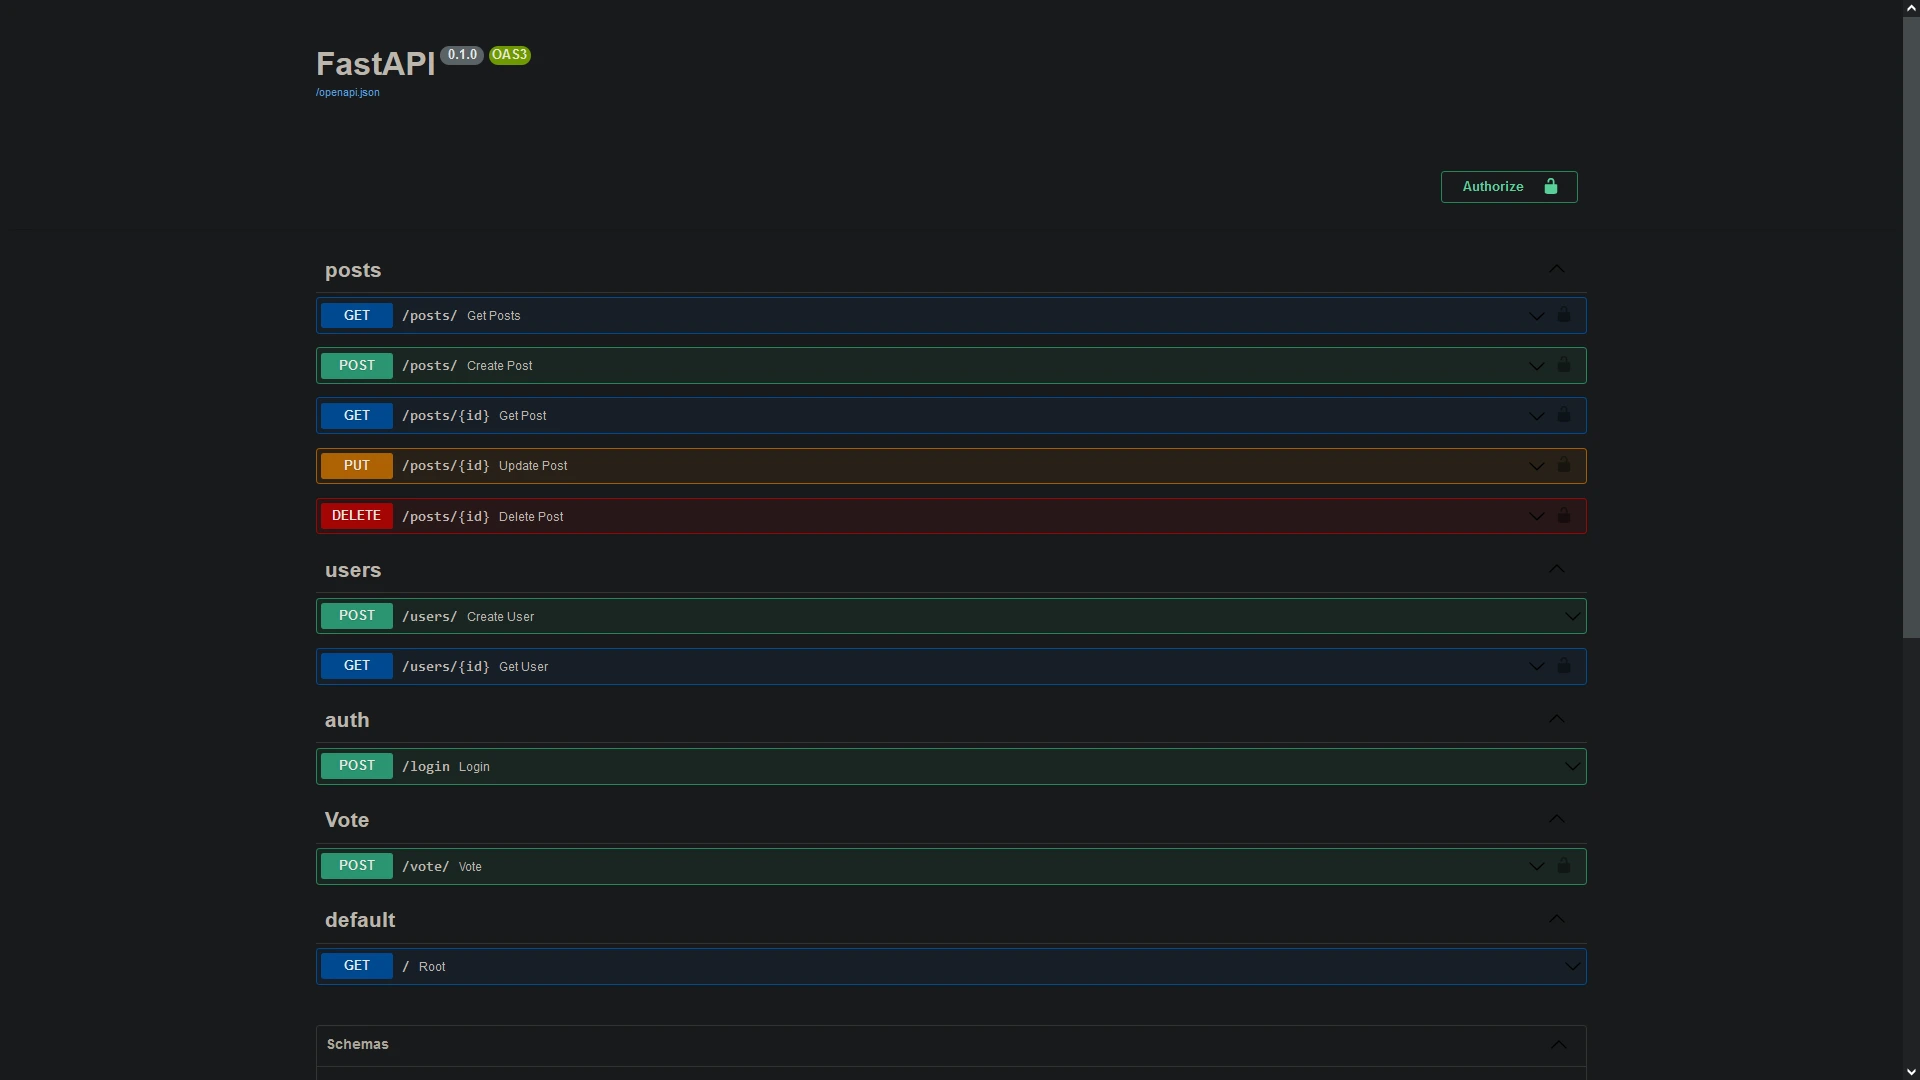 FastAPI 0.1.0 OAS3
/openapi.json
Authorize
posts
GET /posts/ Get Posts
POST /posts/ Create Post
GET /posts/{id} Get Post
PUT /posts/{id} Update Post
DELETE /posts/{id} Delete Post
users
POST /users/ Create User
GET /users/{id} Get User
auth
POST /login Login
Vote
POST /vote/ Vote
default
GET / Root
Schemas